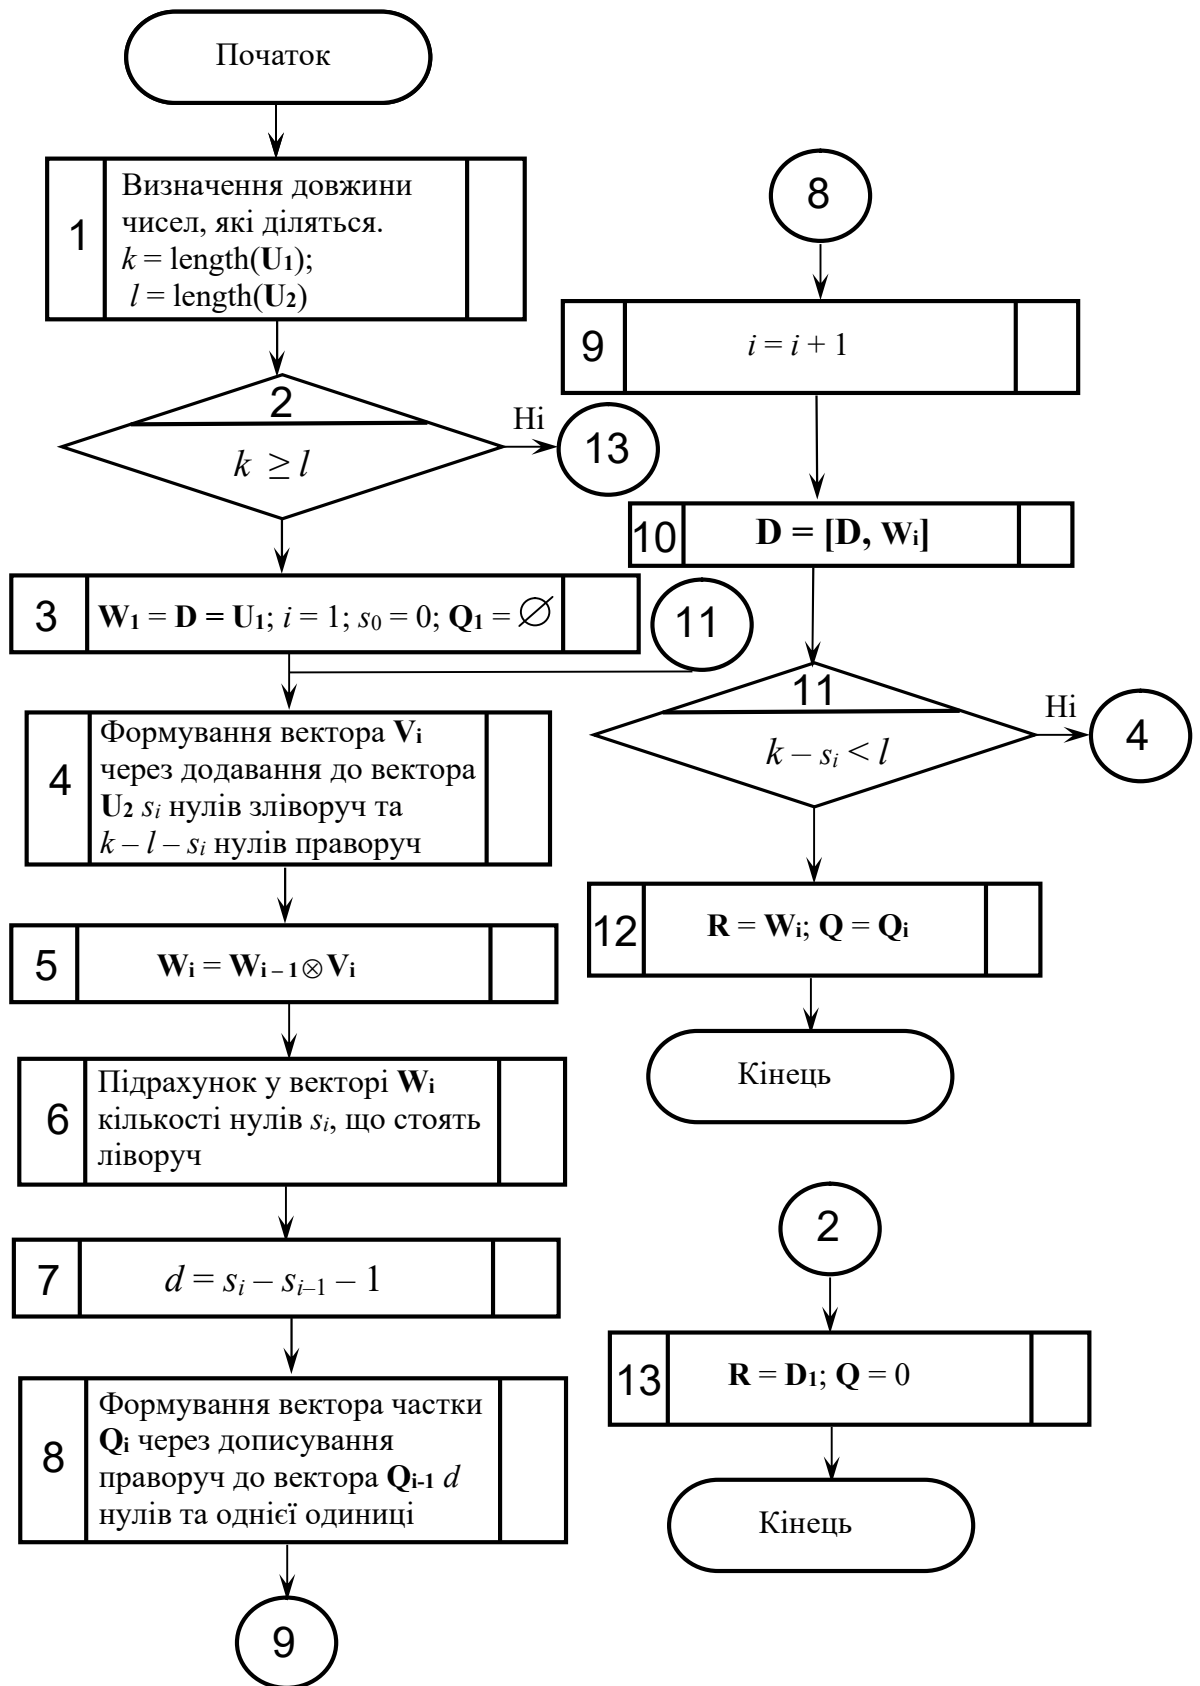 Початок
1
Визначення довжини
чисел, які діляться.
k = length(U₁);
l = length(U₂)
2
k ≥ l
Ні
13
3
W₁ = D = U₁; i = 1; s₀ = 0; Q₁ = ∅
11
4
Формування вектора Vᵢ
через додавання до вектора
U₂ sᵢ нулів зліворуч та
k – l – sᵢ нулів праворуч
5
Wᵢ = Wᵢ₋₁⊗Vᵢ
6
Підрахунок у векторі Wᵢ
кількості нулів sᵢ, що стоять
ліворуч
7
d = sᵢ – sᵢ₋₁ – 1
8
Формування вектора частки
Qᵢ через дописування
праворуч до вектора Qᵢ₋₁ d
нулів та однієї одиниці
9
8
9
i = i + 1
10
D = [D, Wᵢ]
11
k – sᵢ < l
Ні
4
12
R = Wᵢ; Q = Qᵢ
Кінець
2
13
R = D₁; Q = 0
Кінець